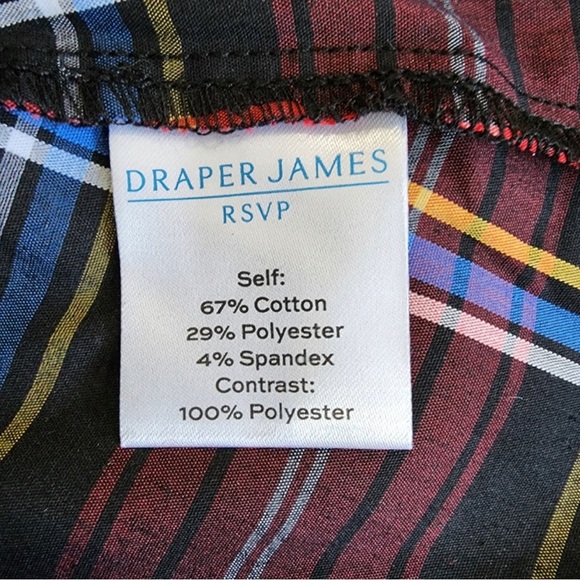 DRAPER JAMES
RSVP
Self:
67% Cotton
29% Polyester
4% Spandex
Contrast:
100% Polyester